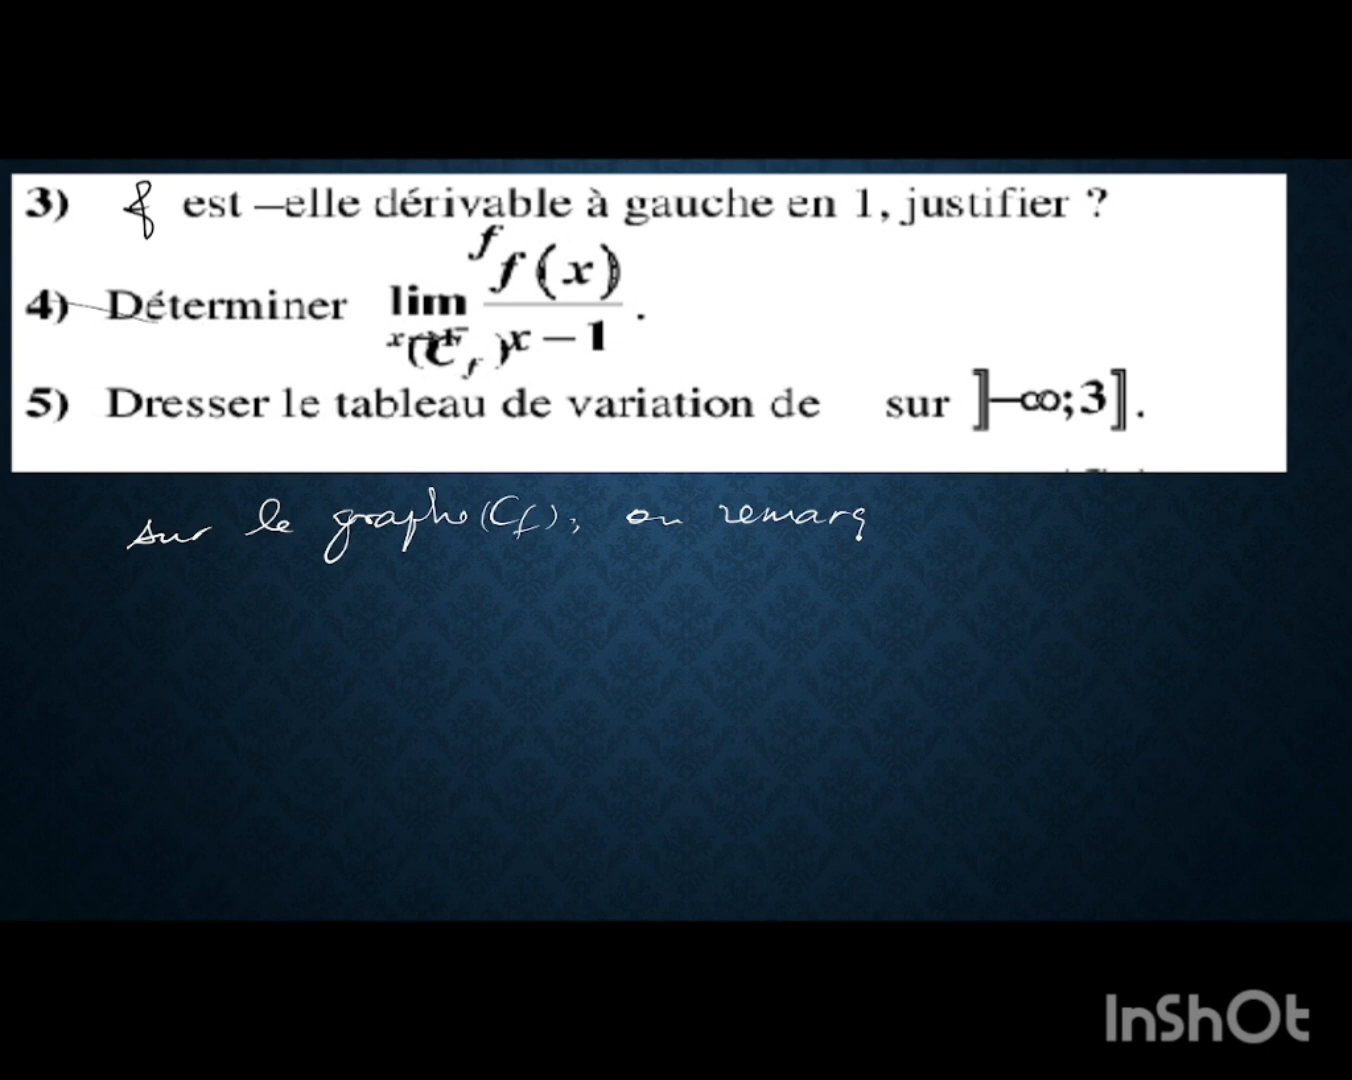 3) f est –elle dérivable à gauche en 1, justifier ?
4) Déterminer lim f(x) / x – 1 .
5) Dresser le tableau de variation de sur ]–∞;3].
sur le graphe (Cf), on remarq
InShOt